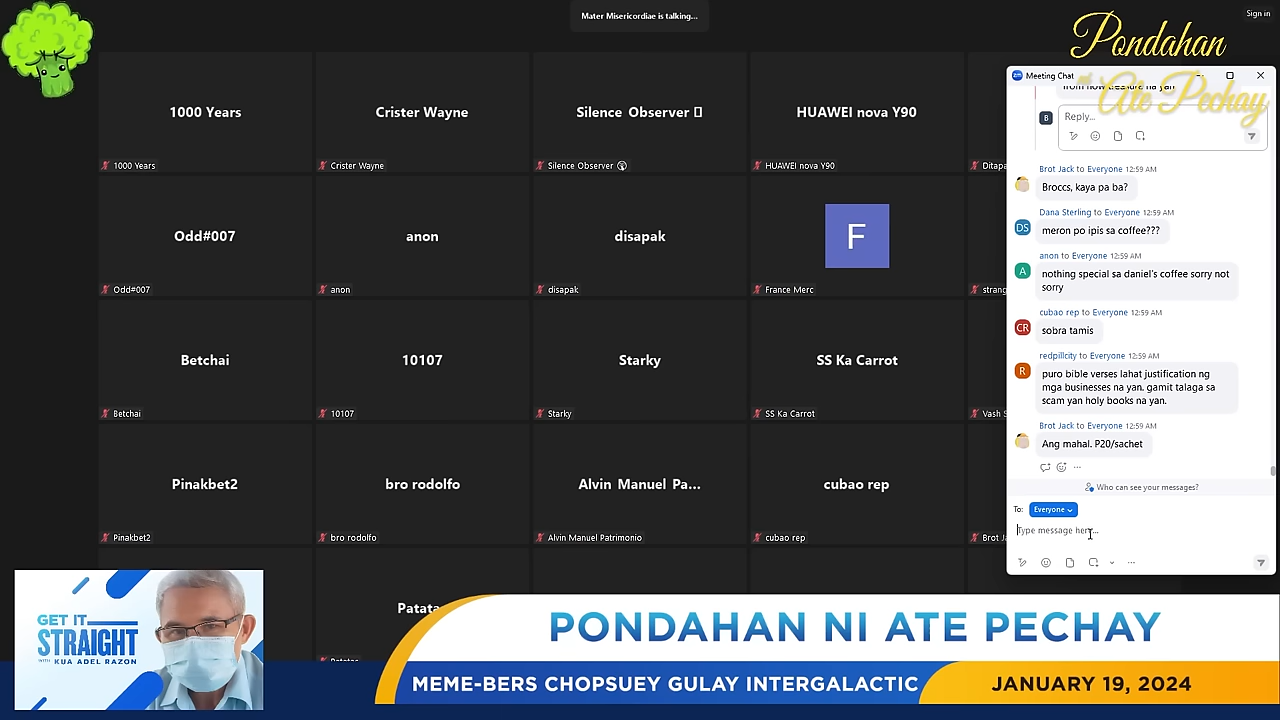 Mater Misericordiae is talking...
Sign in
Pondahan
ni Ate Pechay
1000 Years
Crister Wayne
Silence Observer
HUAWEI nova Y90
1000 Years
Crister Wayne
Silence Observer
HUAWEI nova Y90
Ditapa
Odd#007
anon
disapak
F
Odd#007
anon
disapak
France Merc
strang
Betchai
10107
Starky
SS Ka Carrot
Betchai
10107
Starky
SS Ka Carrot
Vash S
Pinakbet2
bro rodolfo
Alvin Manuel Pa...
cubao rep
Pinakbet2
bro rodolfo
Alvin Manuel Patrimonio
cubao rep
Brot Ja
Patata
Meeting Chat
B
Reply...
Brot Jack to Everyone 12:59 AM
Broccs, kaya pa ba?
Dana Sterling to Everyone 12:59 AM
DS
meron po ipis sa coffee???
anon to Everyone 12:59 AM
A
nothing special sa daniel's coffee sorry not
sorry
cubao rep to Everyone 12:59 AM
CR
sobra tamis
redpillcity to Everyone 12:59 AM
R
puro bible verses lahat justification ng
mga businesses na yan. gamit talaga sa
scam yan holy books na yan.
Brot Jack to Everyone 12:59 AM
Ang mahal. P20/sachet
Who can see your messages?
To: Everyone
Type message here...
GET IT
STRAIGHT
WITH KUA ADEL RAZON
PONDAHAN NI ATE PECHAY
MEME-BERS CHOPSUEY GULAY INTERGALACTIC
JANUARY 19, 2024